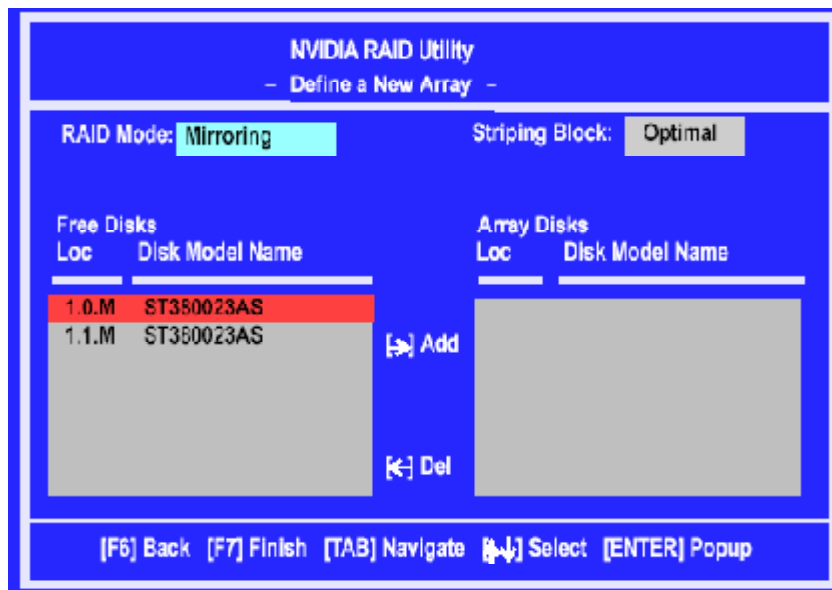 NVIDIA RAID Utility
- Define a New Array -
RAID Mode: Mirroring
Striping Block: Optimal
Free Disks
Loc Disk Model Name
1.0.M ST380023AS
1.1.M ST380023AS
[→] Add
[←] Del
Array Disks
Loc Disk Model Name
[F6] Back [F7] Finish [TAB] Navigate [↑↓] Select [ENTER] Popup